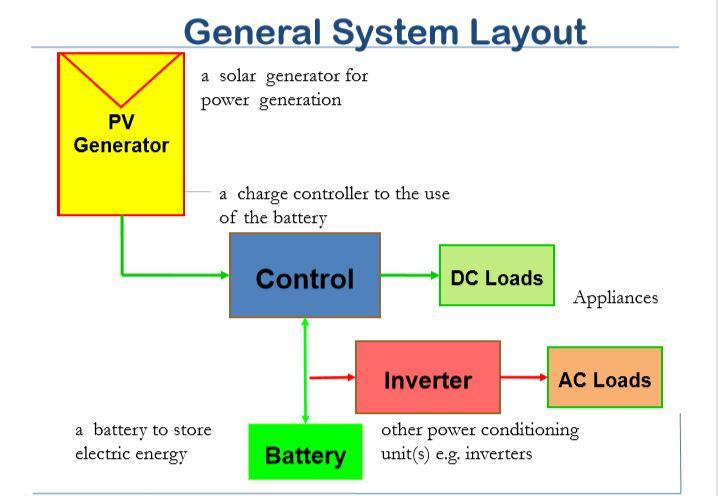 General System Layout
a solar generator for
power generation
PV
Generator
a charge controller to the use
of the battery
Control
DC Loads
Appliances
Inverter
AC Loads
a battery to store
electric energy
Battery
other power conditioning
unit(s) e.g. inverters